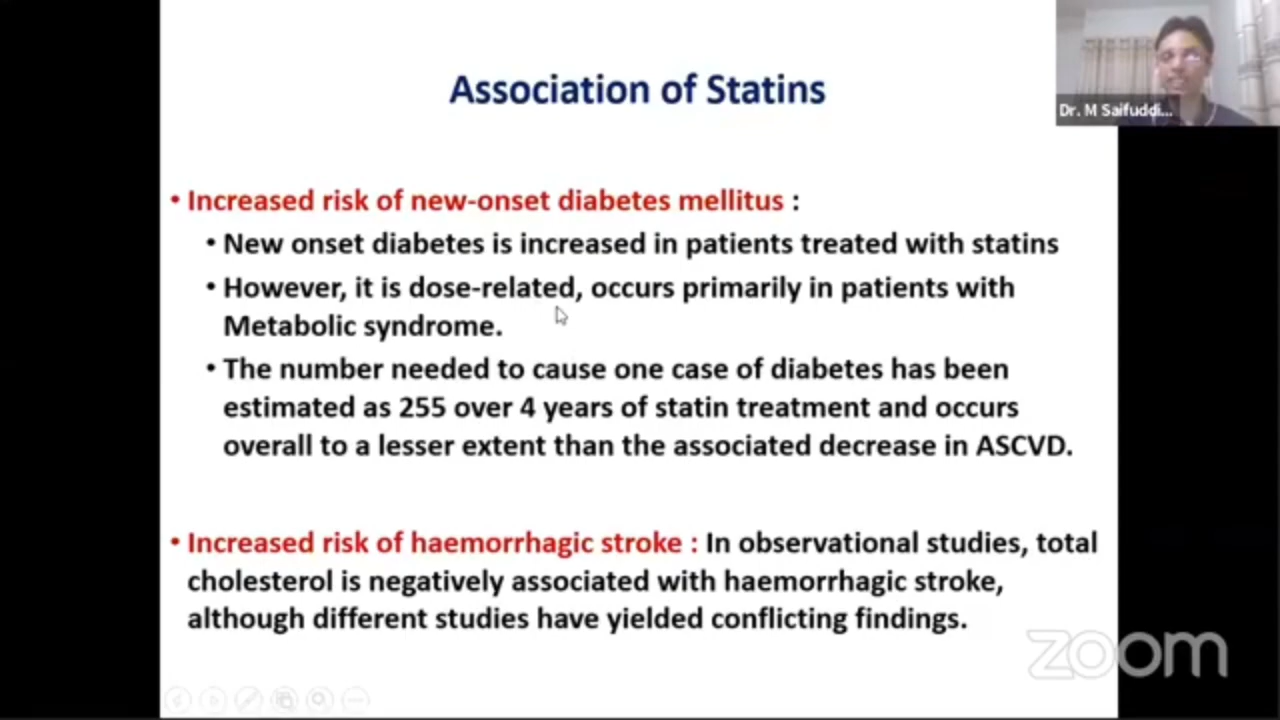 Association of Statins
Dr. M Saifuddi...
• Increased risk of new-onset diabetes mellitus :
• New onset diabetes is increased in patients treated with statins
• However, it is dose-related, occurs primarily in patients with
Metabolic syndrome.
• The number needed to cause one case of diabetes has been
estimated as 255 over 4 years of statin treatment and occurs
overall to a lesser extent than the associated decrease in ASCVD.
• Increased risk of haemorrhagic stroke : In observational studies, total
cholesterol is negatively associated with haemorrhagic stroke,
although different studies have yielded conflicting findings.
zoom